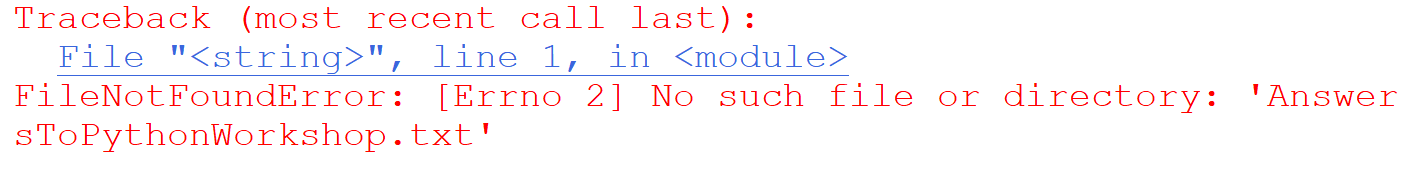 Traceback (most recent call last):
  File "<string>", line 1, in <module>
FileNotFoundError: [Errno 2] No such file or directory: 'Answer
sToPythonWorkshop.txt'